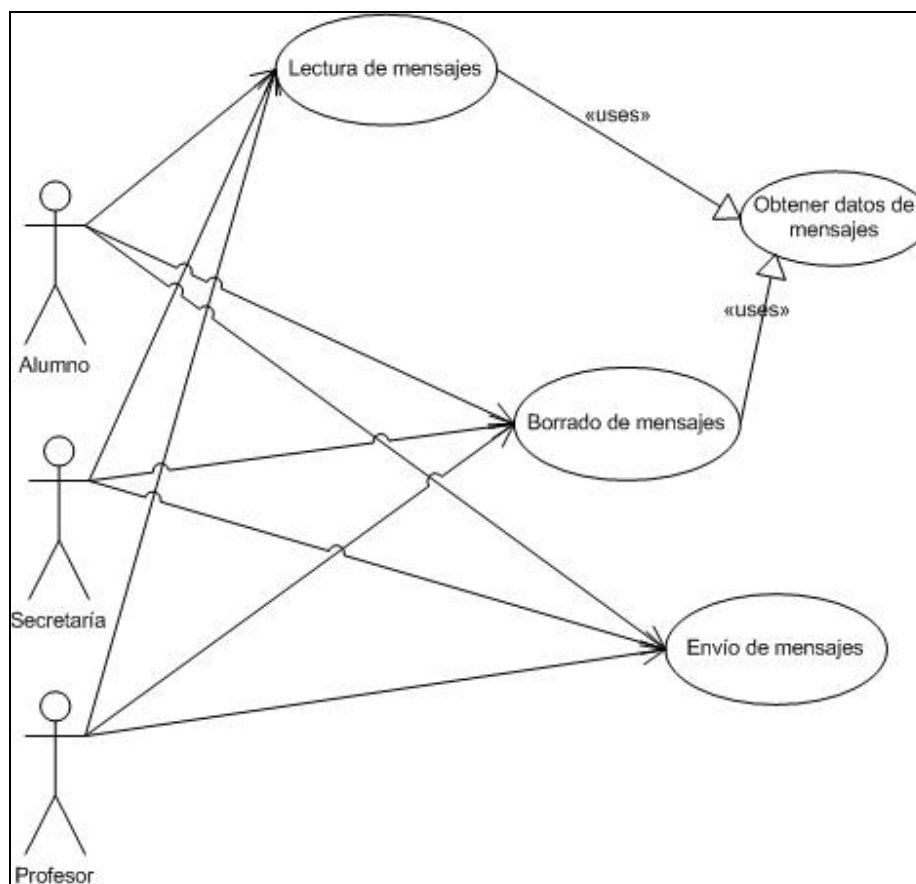 Lectura de mensajes
«uses»
Obtener datos de
mensajes
«uses»
Alumno
Borrado de mensajes
Secretaría
Envío de mensajes
Profesor